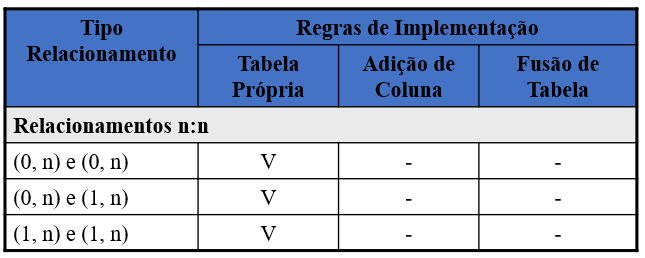 Tipo Relacionamento
Regras de Implementação
Tabela Própria
Adição de Coluna
Fusão de Tabela
Relacionamentos n:n
(0, n) e (0, n) V - -
(0, n) e (1, n) V - -
(1, n) e (1, n) V - -